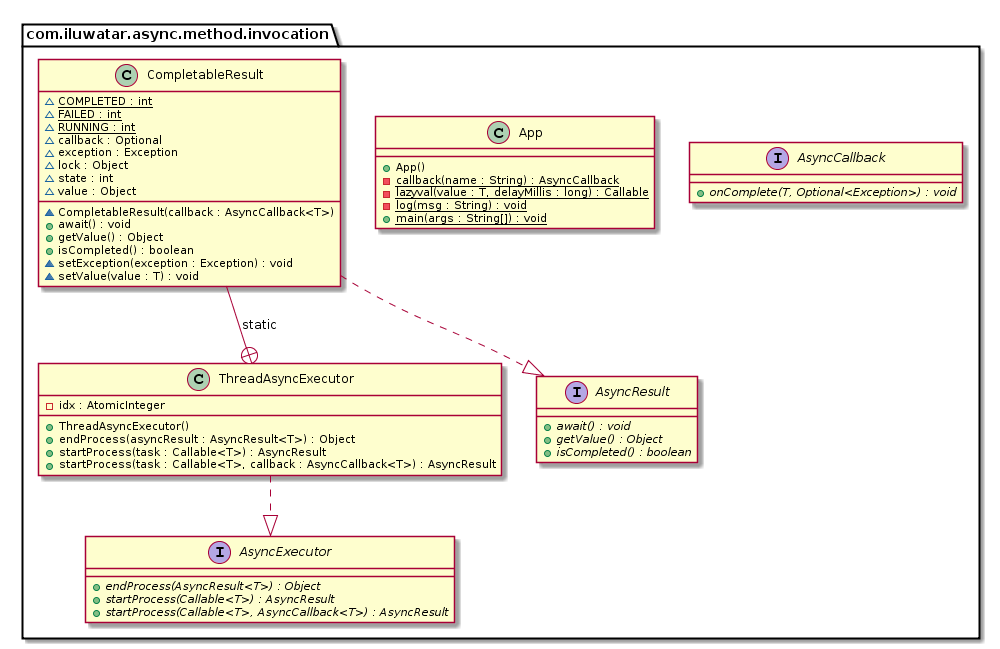 com.iluwatar.async.method.invocation
C CompletableResult
COMPLETED : int
FAILED : int
RUNNING : int
callback : Optional
exception : Exception
lock : Object
state : int
value : Object
CompletableResult(callback : AsyncCallback<T>)
await() : void
getValue() : Object
isCompleted() : boolean
setException(exception : Exception) : void
setValue(value : T) : void
C App
App()
callback(name : String) : AsyncCallback
lazyval(value : T, delayMillis : long) : Callable
log(msg : String) : void
main(args : String[]) : void
I AsyncCallback
onComplete(T, Optional<Exception>) : void
static
C ThreadAsyncExecutor
idx : AtomicInteger
ThreadAsyncExecutor()
endProcess(asyncResult : AsyncResult<T>) : Object
startProcess(task : Callable<T>) : AsyncResult
startProcess(task : Callable<T>, callback : AsyncCallback<T>) : AsyncResult
I AsyncResult
await() : void
getValue() : Object
isCompleted() : boolean
I AsyncExecutor
endProcess(AsyncResult<T>) : Object
startProcess(Callable<T>) : AsyncResult
startProcess(Callable<T>, AsyncCallback<T>) : AsyncResult